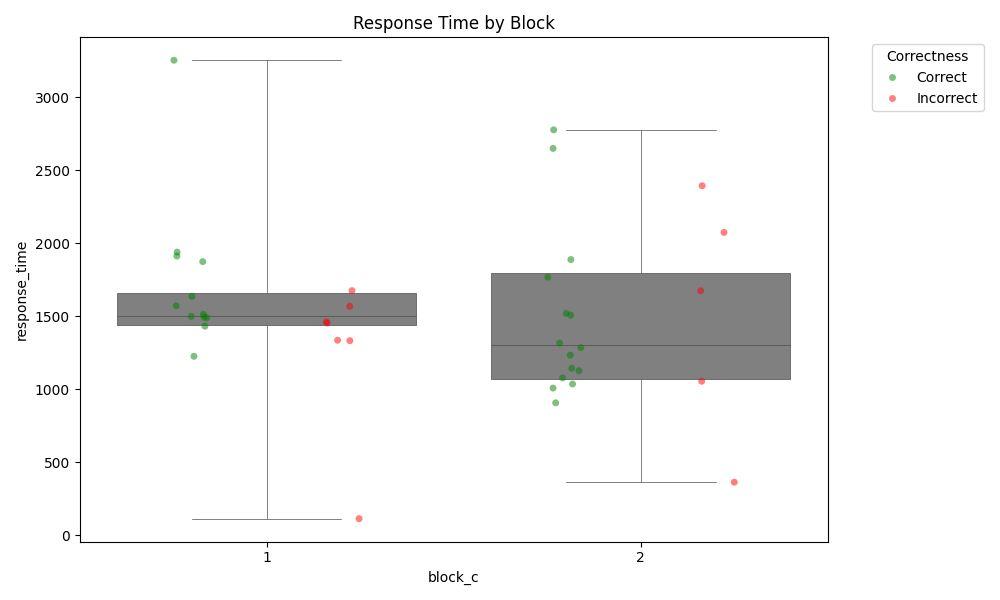 Response Time by Block
Correctness
Correct
Incorrect
response_time
3000
2500
2000
1500
1000
500
0
1
2
block_c